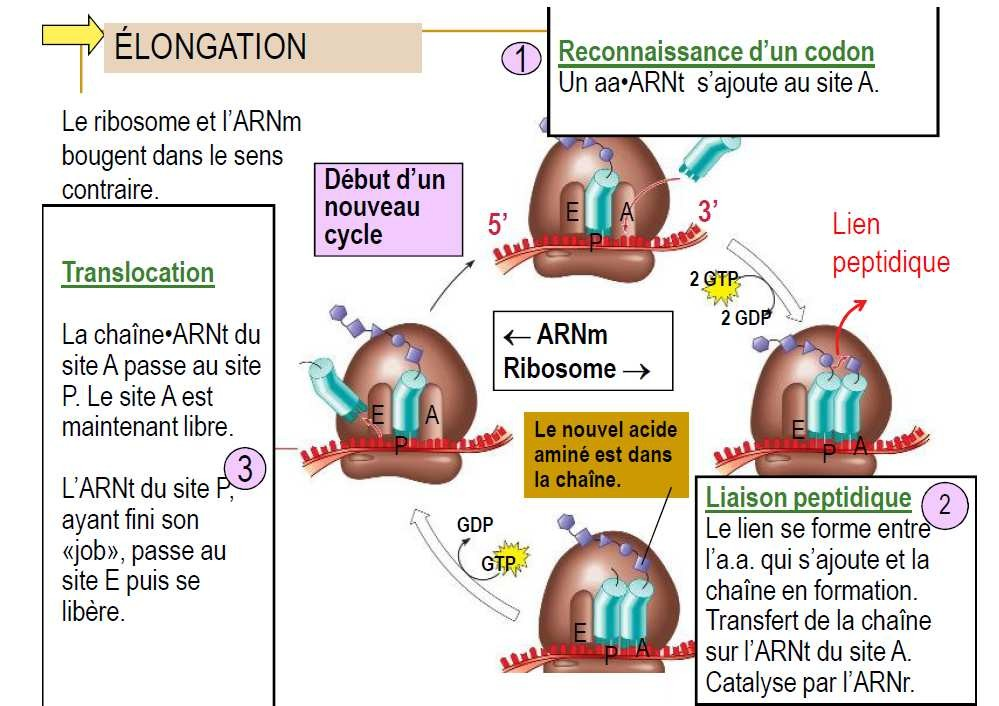 ÉLONGATION
1
Reconnaissance d’un codon
Un aa•ARNt s’ajoute au site A.
Le ribosome et l’ARNm
bougent dans le sens
contraire.
Début d’un
nouveau
cycle
5’
E
P
A
3’
Lien
peptidique
2 GTP
2 GDP
← ARNm
Ribosome →
Translocation
La chaîne•ARNt du
site A passe au site
P. Le site A est
maintenant libre.
3
L’ARNt du site P,
ayant fini son
«job», passe au
site E puis se
libère.
E
P
A
E
P
A
Le nouvel acide
aminé est dans
la chaîne.
GDP
GTP
E
P
A
Liaison peptidique
2
Le lien se forme entre
l’a.a. qui s’ajoute et la
chaîne en formation.
Transfert de la chaîne
sur l’ARNt du site A.
Catalyse par l’ARNr.